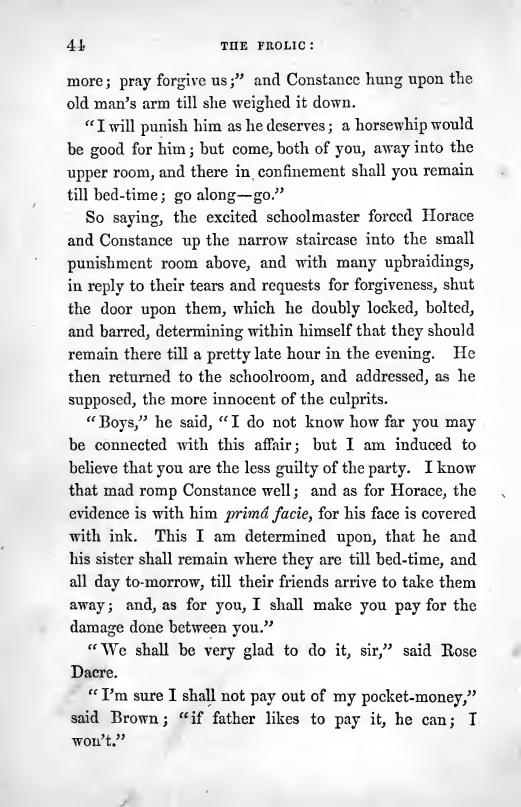 44 THE FROLIC:
more; pray forgive us;” and Constance hung upon the
old man’s arm till she weighed it down.
“I will punish him as he deserves; a horsewhip would
be good for him; but come, both of you, away into the
upper room, and there in confinement shall you remain
till bed-time; go along—go.”
So saying, the excited schoolmaster forced Horace
and Constance up the narrow staircase into the small
punishment room above, and with many upbraidings,
in reply to their tears and requests for forgiveness, shut
the door upon them, which he doubly locked, bolted,
and barred, determining within himself that they should
remain there till a pretty late hour in the evening. He
then returned to the schoolroom, and addressed, as he
supposed, the more innocent of the culprits.
“Boys,” he said, “I do not know how far you may
be connected with this affair; but I am induced to
believe that you are the less guilty of the party. I know
that mad romp Constance well; and as for Horace, the
evidence is with him primâ facie, for his face is covered
with ink. This I am determined upon, that he and
his sister shall remain where they are till bed-time, and
all day to-morrow, till their friends arrive to take them
away; and, as for you, I shall make you pay for the
damage done between you.”
“We shall be very glad to do it, sir,” said Rose
Dacre.
“I’m sure I shall not pay out of my pocket-money,”
said Brown; “if father likes to pay it, he can; I
won’t.”